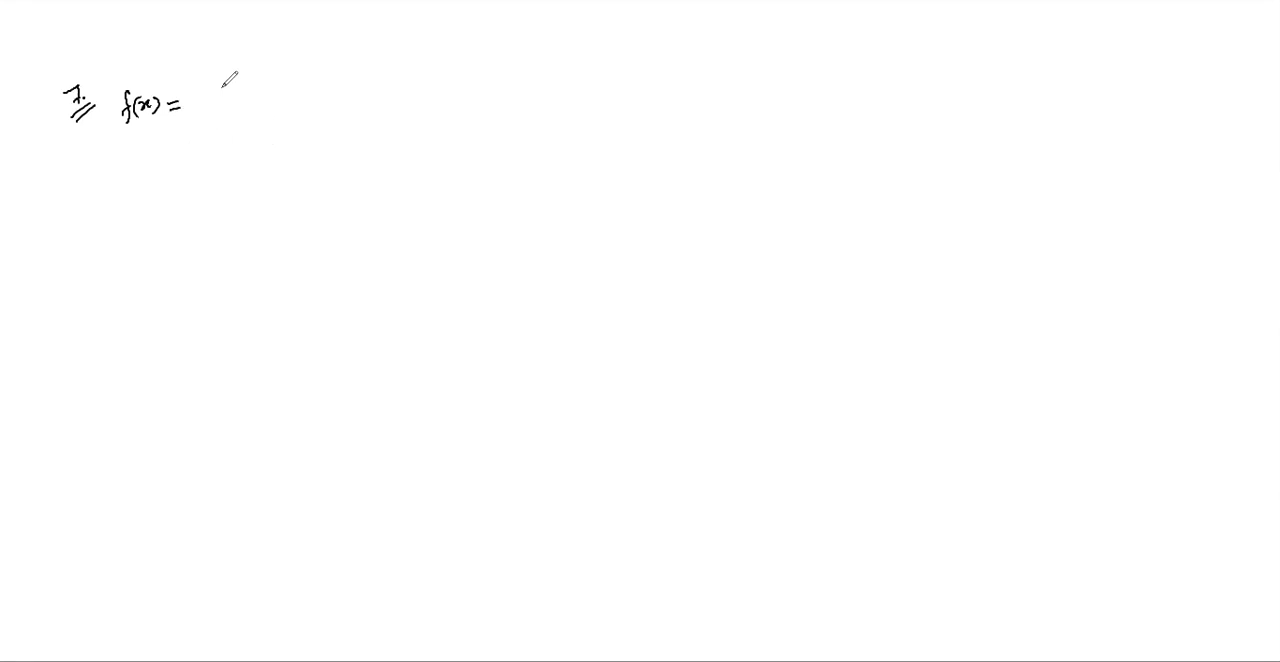 7. f(x) =